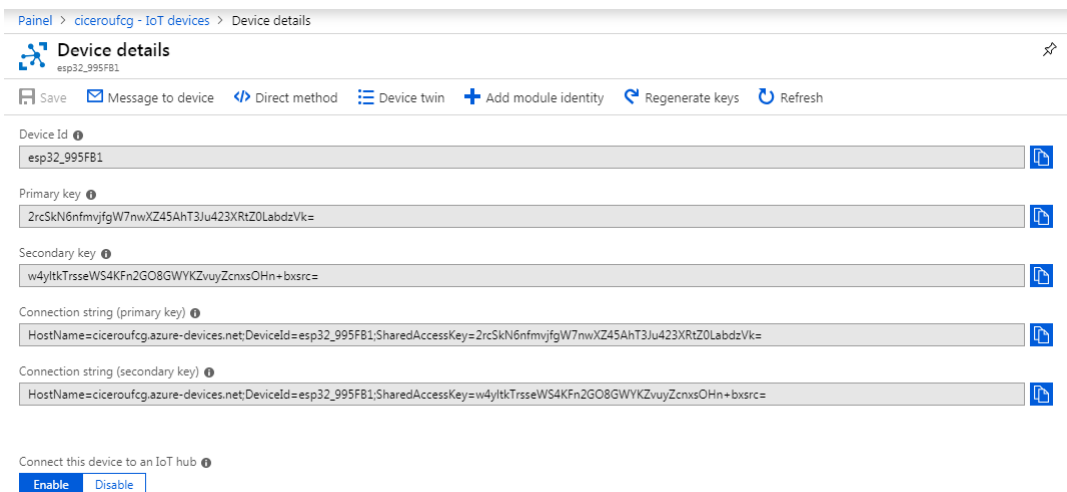 Painel > ciceroufcg - IoT devices > Device details
Device details
esp32_995FB1
Save Message to device Direct method Device twin Add module identity Regenerate keys Refresh
Device Id
esp32_995FB1
Primary key
2rcSkN6nfmvjfgW7nwXZ45AhT3Ju423XRtZ0LabdzVk=
Secondary key
w4yltkTrsseWS4KFn2GO8GWYKZvuyZcnxsOHn+bxsrc=
Connection string (primary key)
HostName=ciceroufcg.azure-devices.net;DeviceId=esp32_995FB1;SharedAccessKey=2rcSkN6nfmvjfgW7nwXZ45AhT3Ju423XRtZ0LabdzVk=
Connection string (secondary key)
HostName=ciceroufcg.azure-devices.net;DeviceId=esp32_995FB1;SharedAccessKey=w4yltkTrsseWS4KFn2GO8GWYKZvuyZcnxsOHn+bxsrc=
Connect this device to an IoT hub
Enable Disable